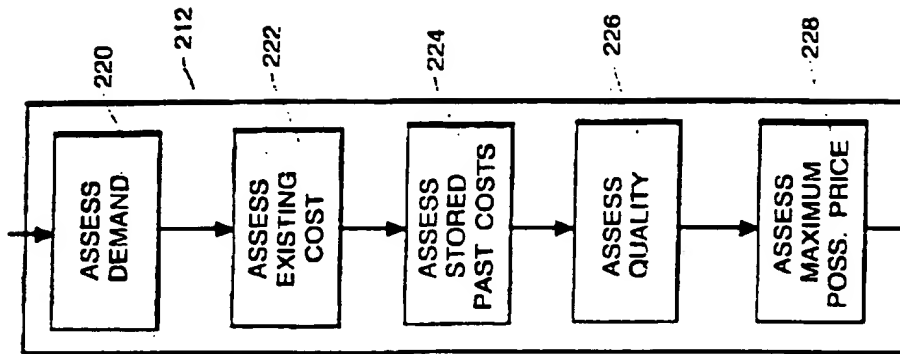 220
212
222
224
226
228
ASSESS
DEMAND
ASSESS
EXISTING
COST
ASSESS
STORED
PAST COSTS
ASSESS
QUALITY
ASSESS
MAXIMUM
POSS. PRICE